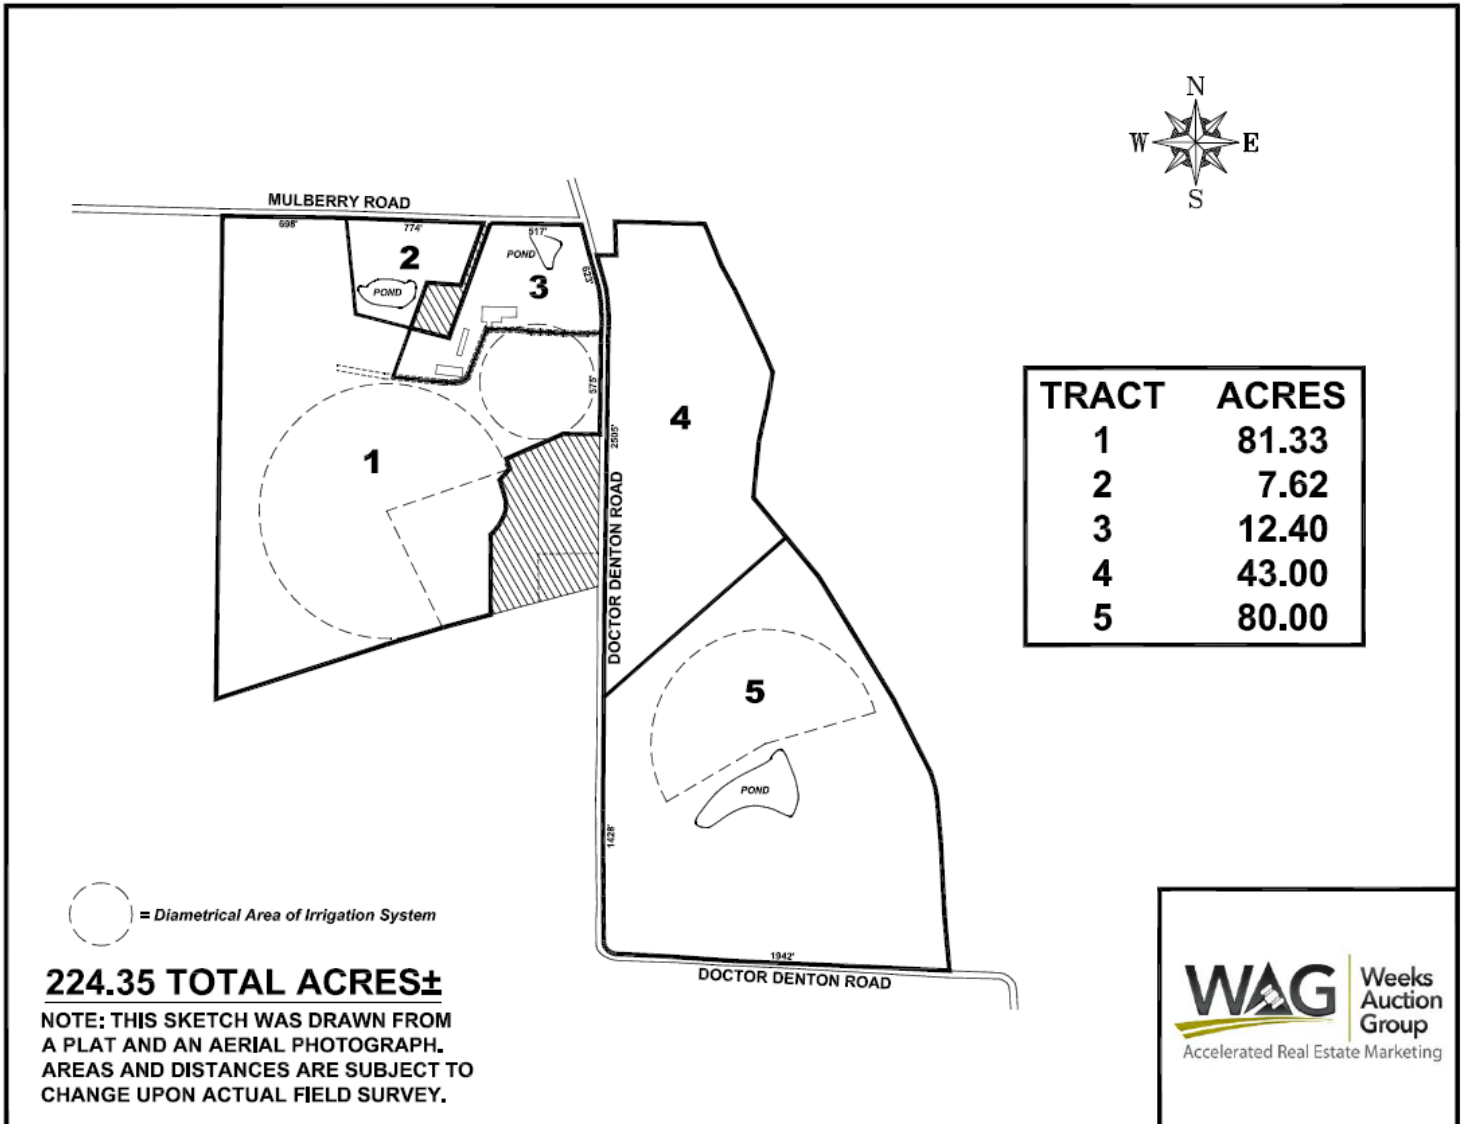 N
W E
S
MULBERRY ROAD
698'
774'
517'
2
POND
POND
3
623'
575'
1
4
2505'
DOCTOR DENTON ROAD
TRACT ACRES
1 81.33
2 7.62
3 12.40
4 43.00
5 80.00
5
POND
1428'
1942'
DOCTOR DENTON ROAD
= Diametrical Area of Irrigation System
224.35 TOTAL ACRES±
NOTE: THIS SKETCH WAS DRAWN FROM
A PLAT AND AN AERIAL PHOTOGRAPH.
AREAS AND DISTANCES ARE SUBJECT TO
CHANGE UPON ACTUAL FIELD SURVEY.
WAG
Weeks
Auction
Group
Accelerated Real Estate Marketing